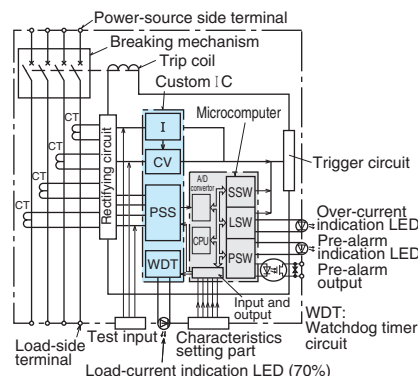 Power-source side terminal
Breaking mechanism
Trip coil
Custom IC
Microcomputer
CT
CT
CT
CT
Rectifying circuit
I
CV
PSS
WDT
A/D
convertor
CPU
SSW
LSW
PSW
Trigger circuit
Over-current
indication LED
Pre-alarm
indication LED
Pre-alarm
output
Input and
output
WDT:
Watchdog timer
circuit
Load-side
terminal
Test input
Characteristics
setting part
Load-current indication LED (70%)